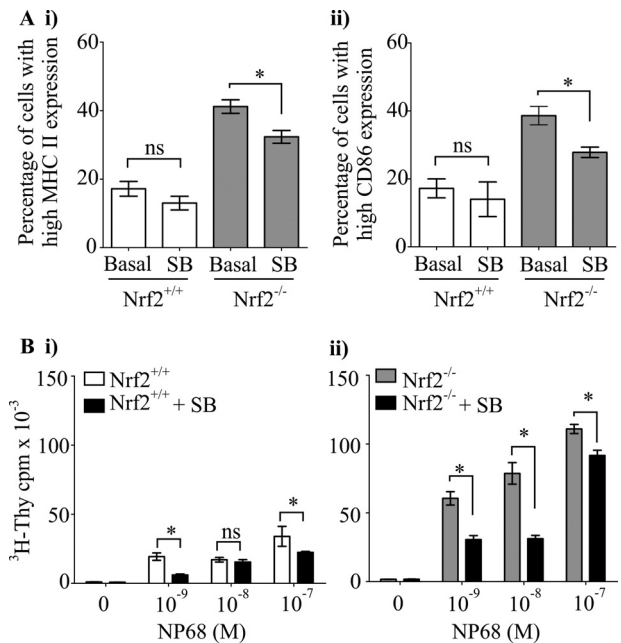 A i)
Percentage of cells with
high MHC II expression
60
40
20
0
ns
*
Basal SB Basal SB
Nrf2+/+ Nrf2-/-
ii)
Percentage of cells with
high CD86 expression
60
40
20
0
ns
*
Basal SB Basal SB
Nrf2+/+ Nrf2-/-
B i)
Nrf2+/+
Nrf2+/+ + SB
³H-Thy cpm x 10-3
150
100
50
0
* ns *
0 10-9 10-8 10-7
NP68 (M)
ii)
Nrf2-/-
Nrf2-/- + SB
150
100
50
0
* * *
0 10-9 10-8 10-7
NP68 (M)